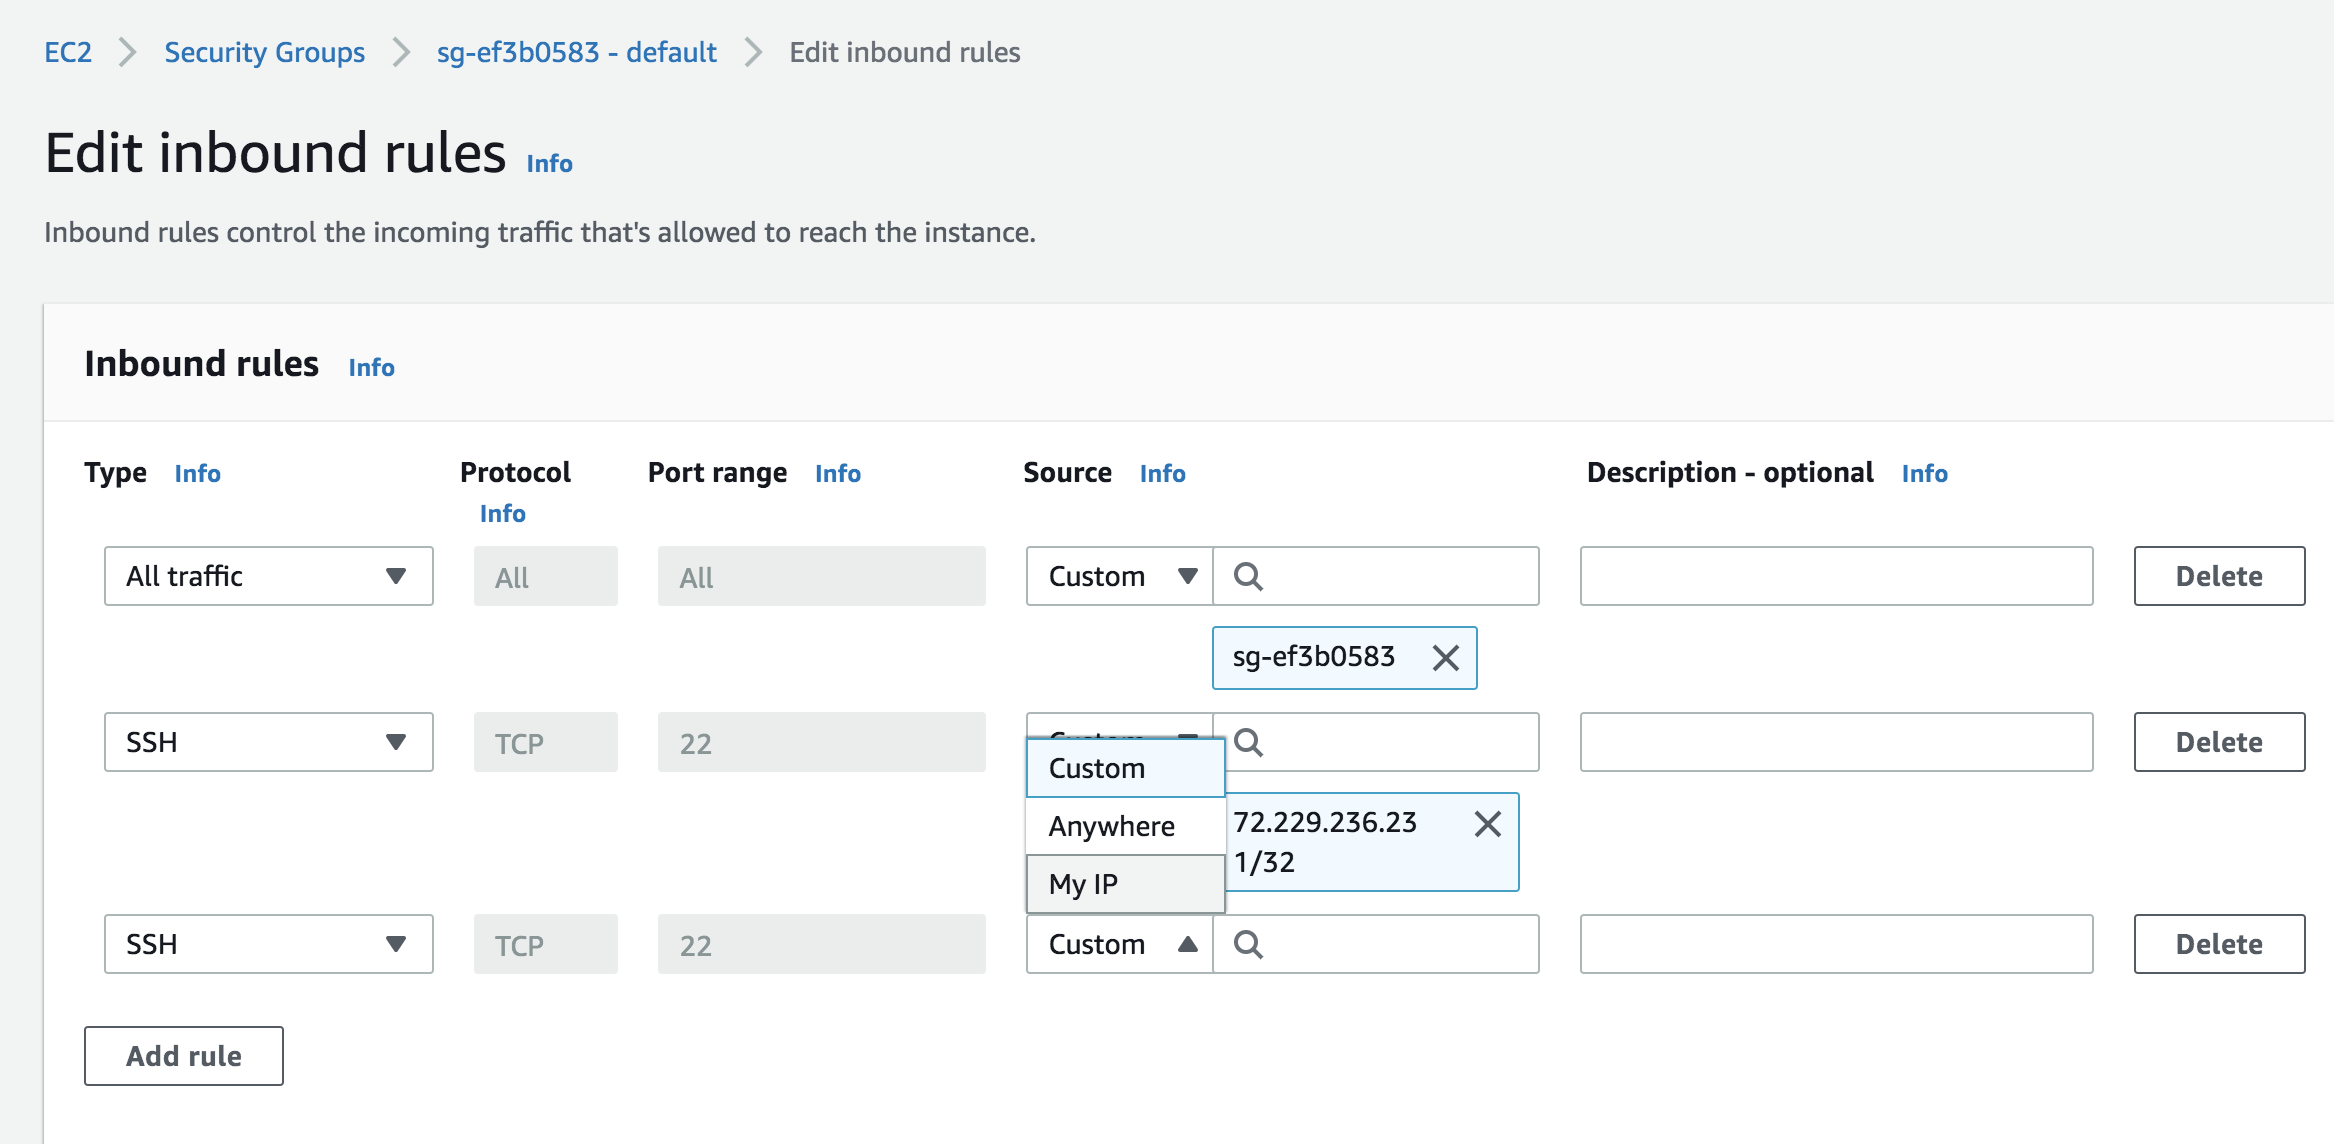 EC2 > Security Groups > sg-ef3b0583 - default > Edit inbound rules
Edit inbound rules Info
Inbound rules control the incoming traffic that's allowed to reach the instance.
Inbound rules Info
Type Info Protocol Info Port range Info Source Info Description - optional Info
All traffic All All Custom Delete
sg-ef3b0583
SSH TCP 22 Delete
Custom
Anywhere
My IP
72.229.236.23
1/32
SSH TCP 22 Custom Delete
Add rule